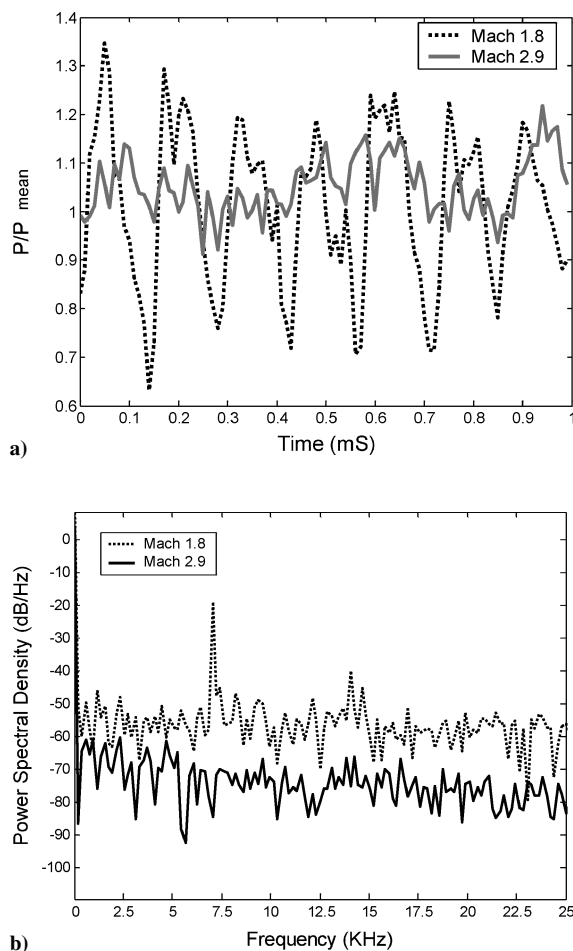 1.4
1.3
1.2
1.1
1
0.9
0.8
0.7
0.6
P/P mean
Mach 1.8
Mach 2.9
0 0.1 0.2 0.3 0.4 0.5 0.6 0.7 0.8 0.9 1
Time (mS)
a)
0
-10
-20
-30
-40
-50
-60
-70
-80
-90
-100
Power Spectral Density (dB/Hz)
Mach 1.8
Mach 2.9
0 2.5 5 7.5 10 12.5 15 17.5 20 22.5 25
Frequency (KHz)
b)